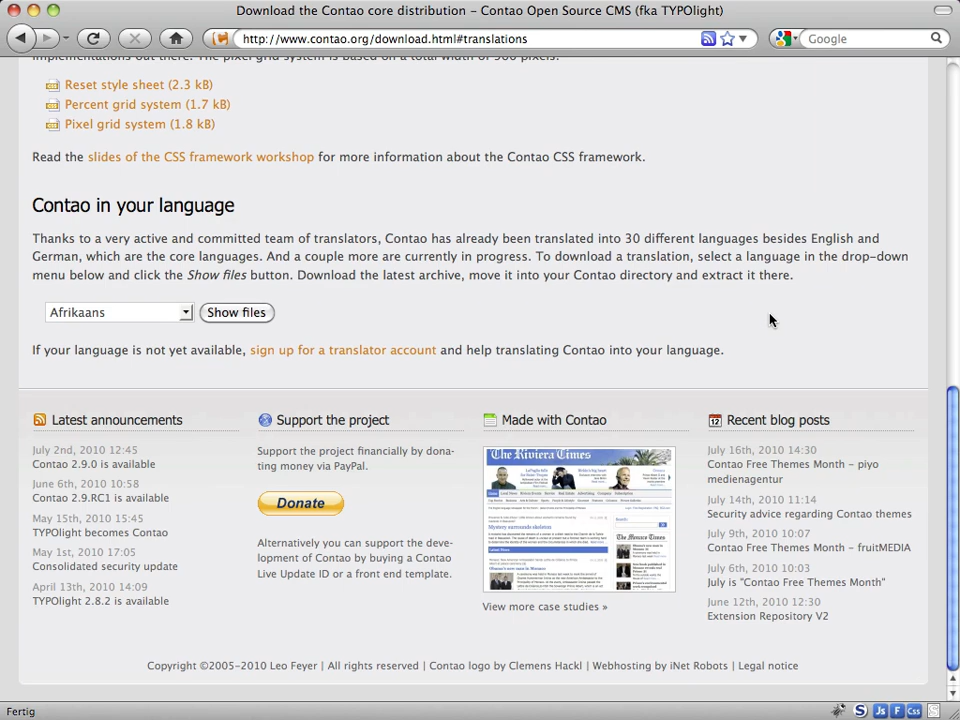 Download the Contao core distribution – Contao Open Source CMS (fka TYPOlight)
http://www.contao.org/download.html#translations
Google
Reset style sheet (2.3 kB)
Percent grid system (1.7 kB)
Pixel grid system (1.8 kB)
Read the slides of the CSS framework workshop for more information about the Contao CSS framework.
Contao in your language
Thanks to a very active and committed team of translators, Contao has already been translated into 30 different languages besides English and
German, which are the core languages. And a couple more are currently in progress. To download a translation, select a language in the drop-down
menu below and click the Show files button. Download the latest archive, move it into your Contao directory and extract it there.
Afrikaans
Show files
If your language is not yet available, sign up for a translator account and help translating Contao into your language.
Latest announcements
July 2nd, 2010 12:45
Contao 2.9.0 is available
June 6th, 2010 10:58
Contao 2.9.RC1 is available
May 15th, 2010 15:45
TYPOlight becomes Contao
May 1st, 2010 17:05
Consolidated security update
April 13th, 2010 14:09
TYPOlight 2.8.2 is available
Support the project
Support the project financially by dona-
ting money via PayPal.
Donate
Alternatively you can support the deve-
lopment of Contao by buying a Contao
Live Update ID or a front end template.
Made with Contao
The Riviera Times
Mystery surrounds skeleton
The Monaco Times
View more case studies »
Recent blog posts
July 16th, 2010 14:30
Contao Free Themes Month – piyo
medienagentur
July 14th, 2010 11:14
Security advice regarding Contao themes
July 9th, 2010 10:07
Contao Free Themes Month – fruitMEDIA
July 6th, 2010 10:03
July is "Contao Free Themes Month"
June 12th, 2010 12:30
Extension Repository V2
Copyright ©2005-2010 Leo Feyer | All rights reserved | Contao logo by Clemens Hackl | Webhosting by iNet Robots | Legal notice
Fertig